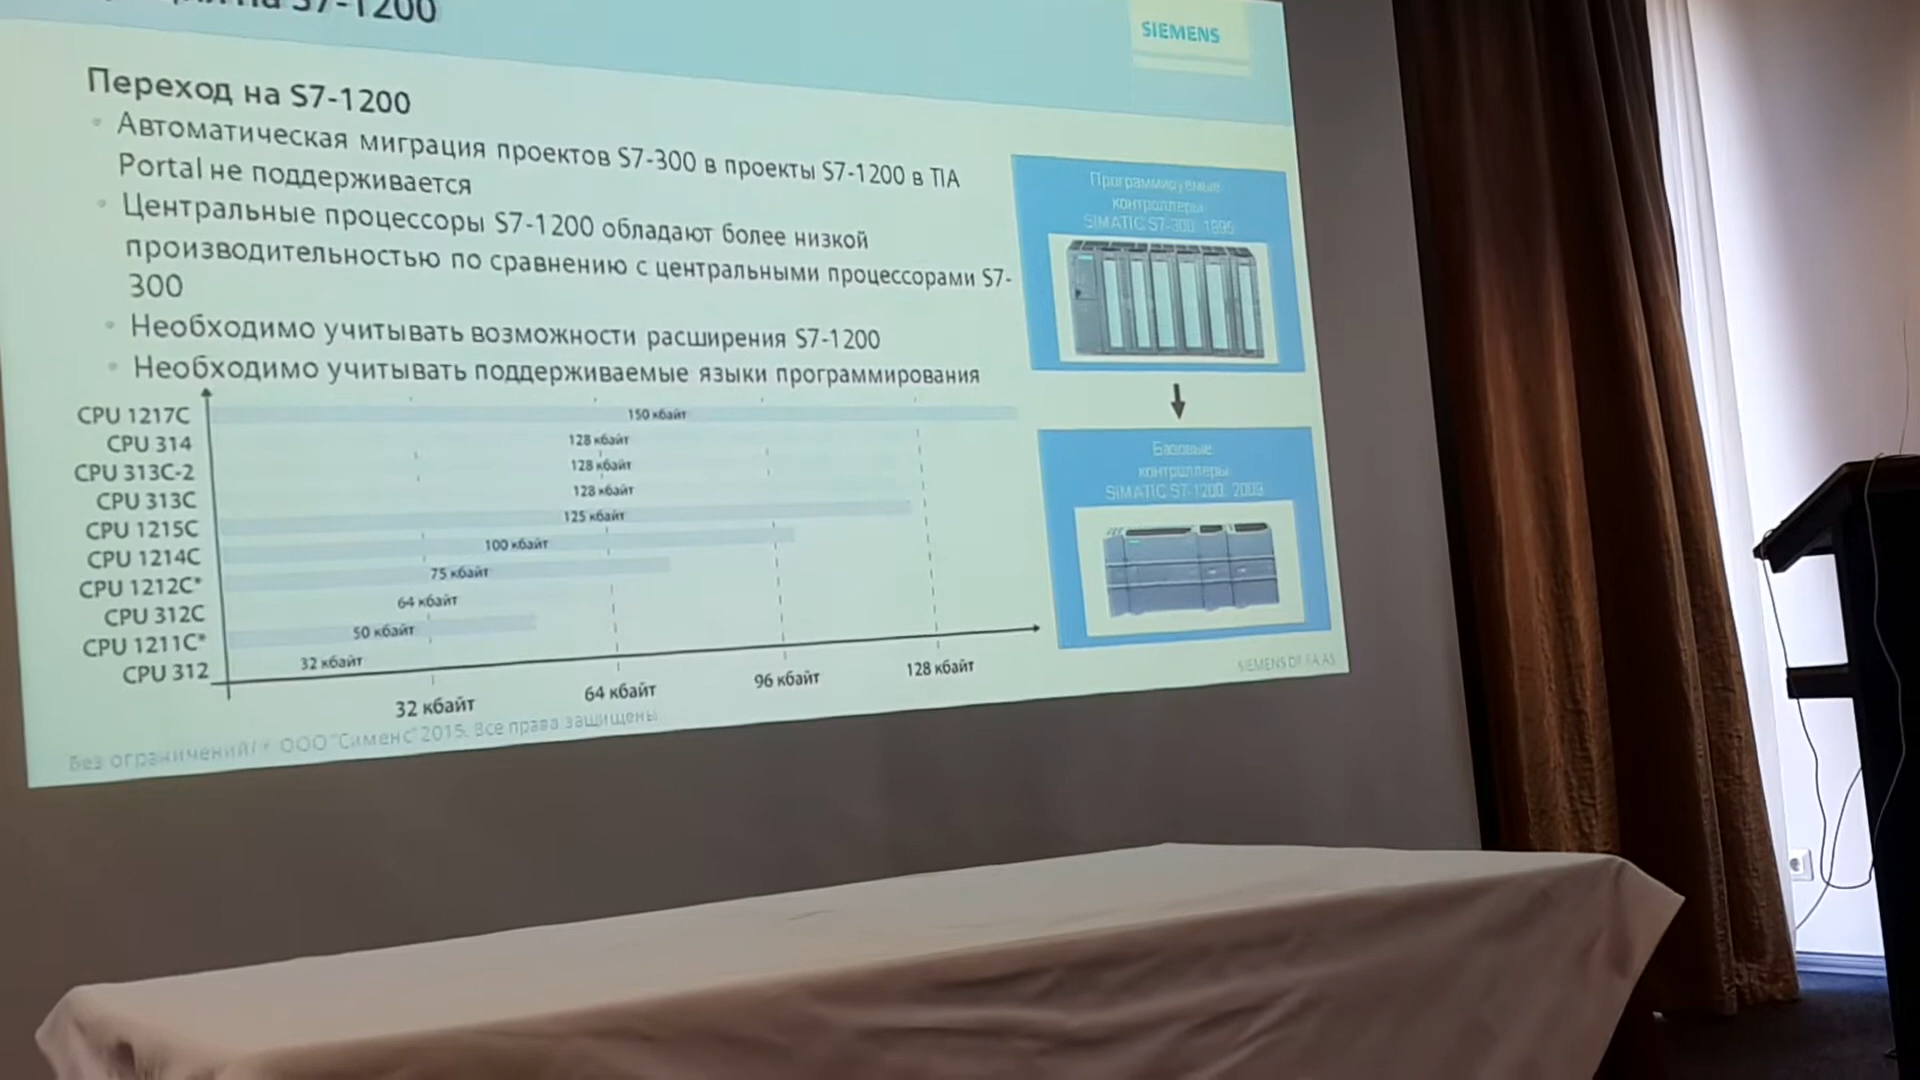 на S7-1200
SIEMENS
Переход на S7-1200
Автоматическая миграция проектов S7-300 в проекты S7-1200 в TIA
Portal не поддерживается
Центральные процессоры S7-1200 обладают более низкой
производительностью по сравнению с центральными процессорами S7-
300
Необходимо учитывать возможности расширения S7-1200
Необходимо учитывать поддерживаемые языки программирования
CPU 1217C 150 кбайт
CPU 314 128 кбайт
CPU 313C-2 128 кбайт
CPU 313C 128 кбайт
CPU 1215C 125 кбайт
CPU 1214C 100 кбайт
CPU 1212C* 75 кбайт
CPU 312C 64 кбайт
CPU 1211C* 50 кбайт
CPU 312 32 кбайт
32 кбайт 64 кбайт 96 кбайт 128 кбайт
Программируемые
контроллеры
SIMATIC S7-300: 1995
Базовые
контроллеры
SIMATIC S7-1200: 2009
Без ограничений / © ООО "Сименс" 2015. Все права защищены.
SIEMENS DF FA AS